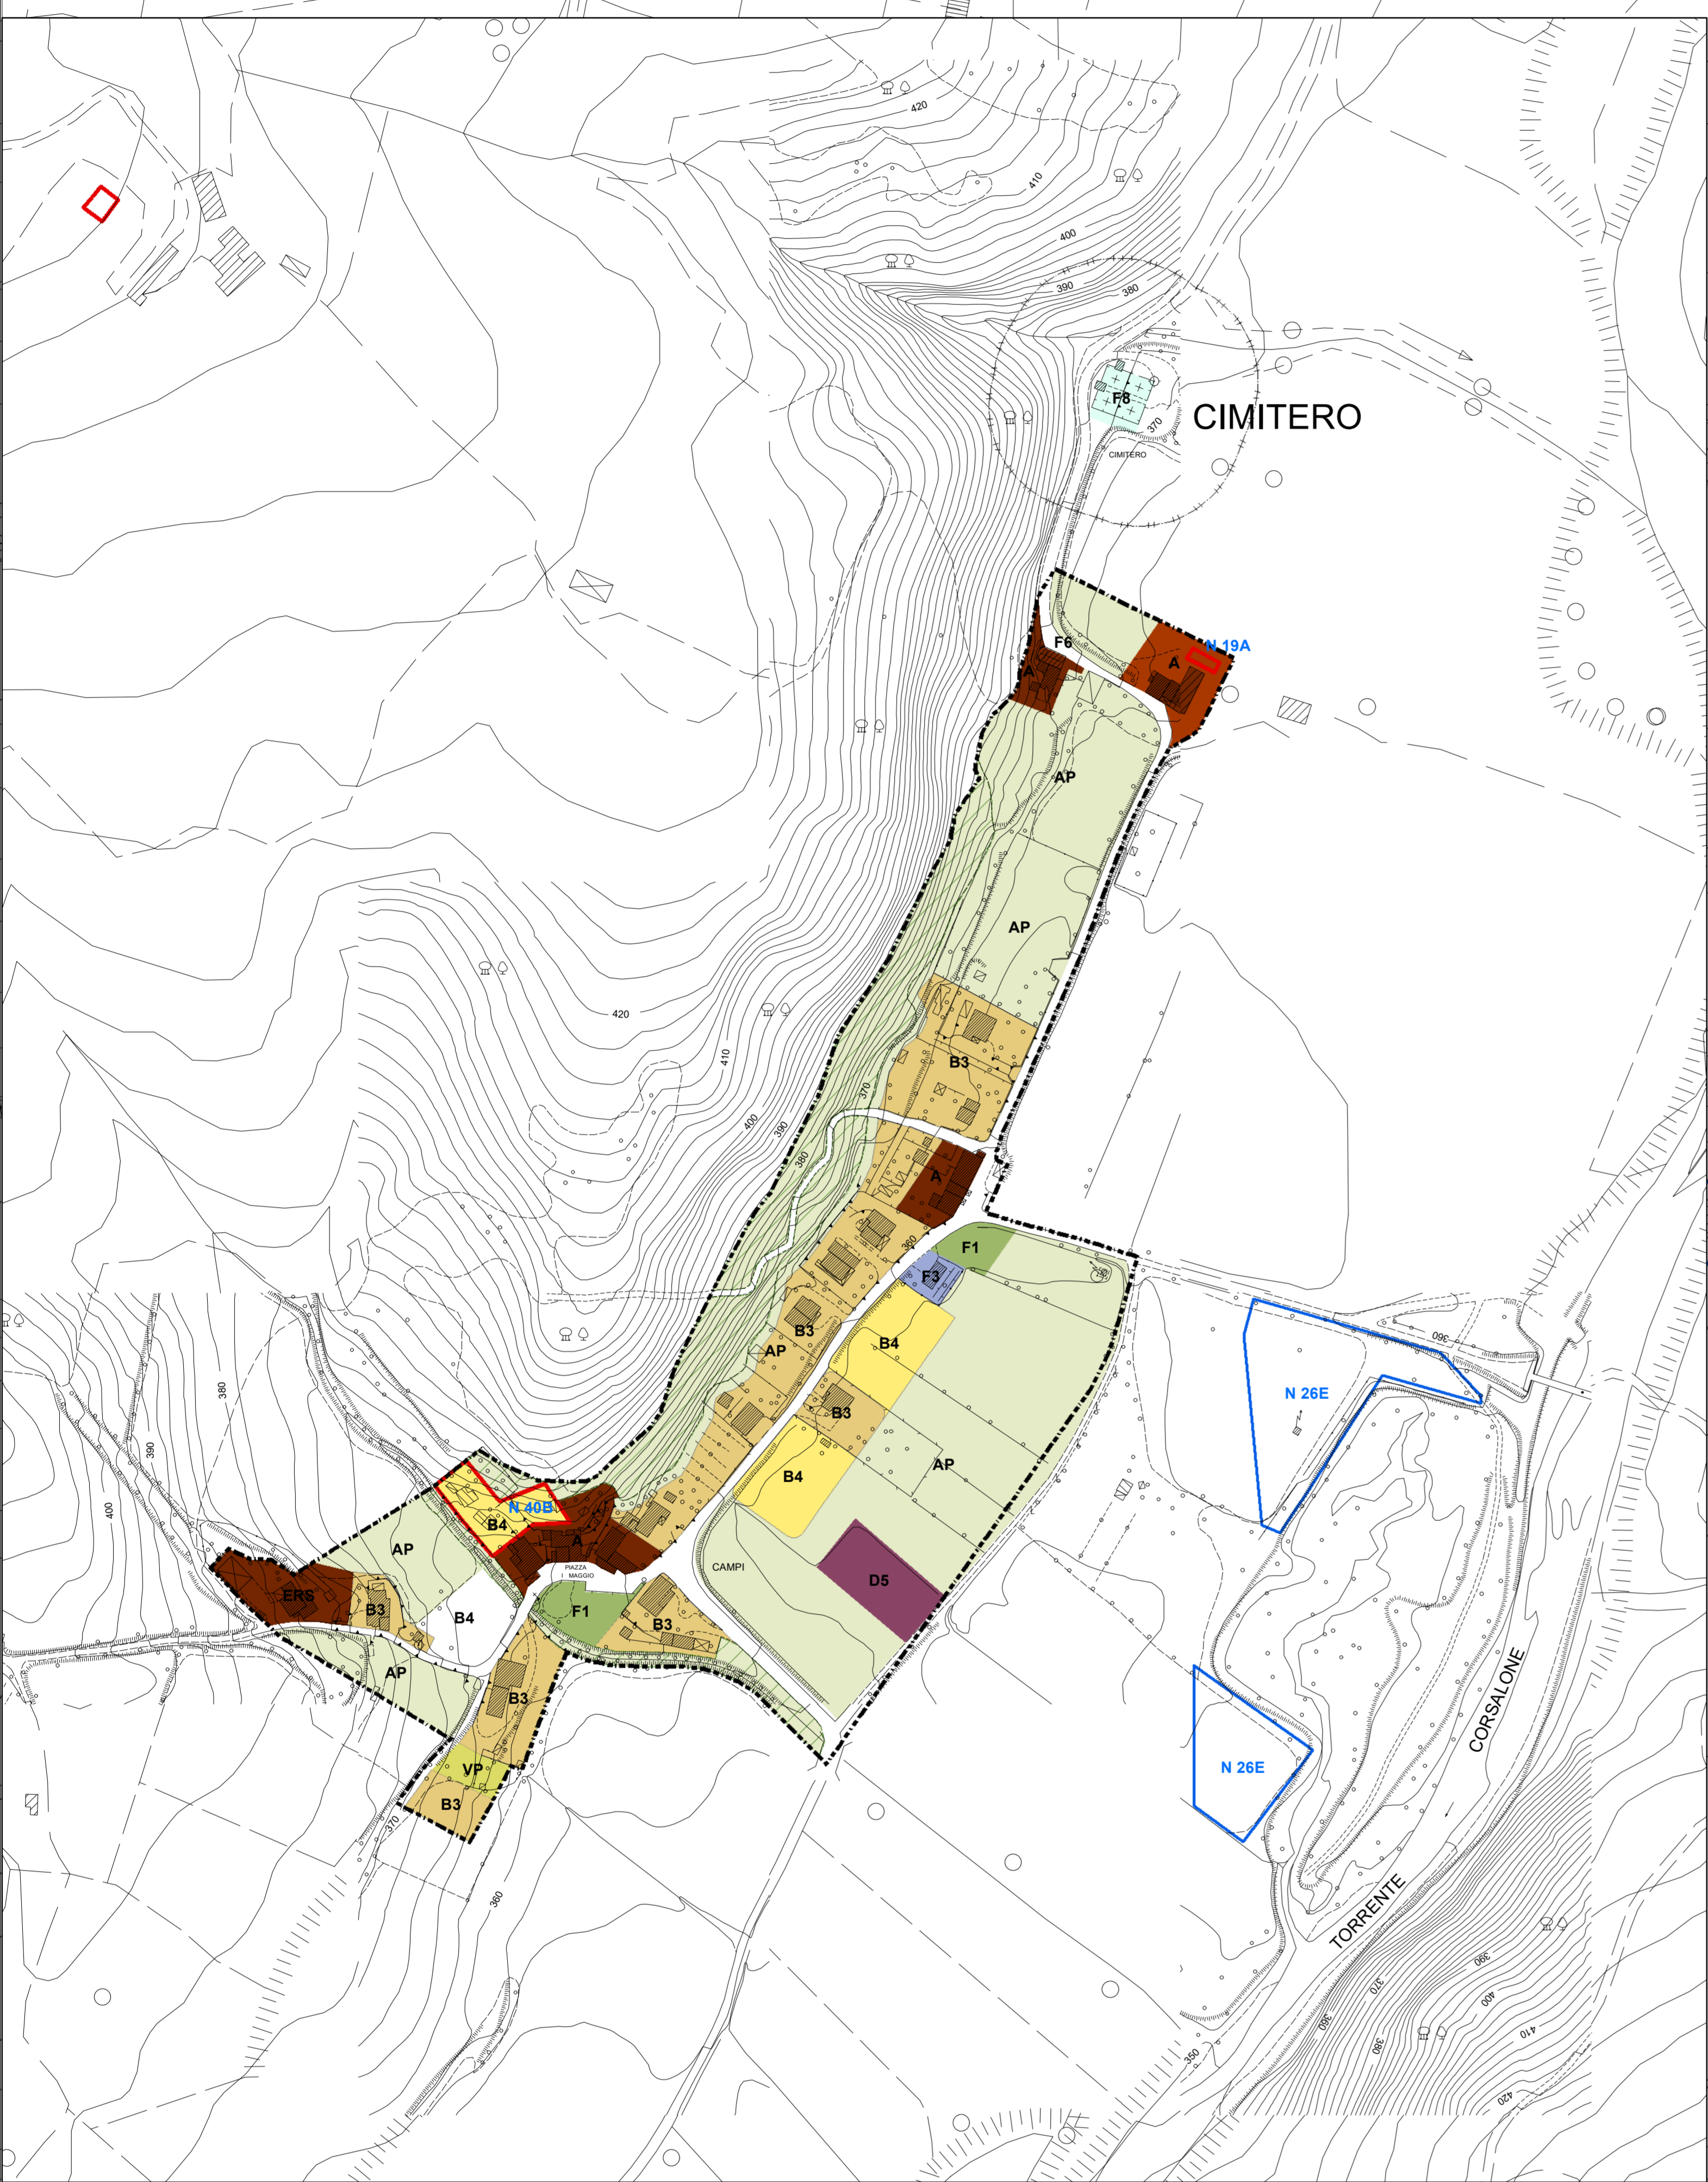 420
410
400
390
380
F8
CIMITERO
370
CIMITERO
F6
N 19A
A
A
AP
AP
420
B3
410
370
400
390
380
A
360
F1
F3
B3
B4
AP
360
380
N 26E
B3
390
B4
AP
N 40B
400
B4
A
AP
PIAZZA
I MAGGIO
CAMPI
D5
ERS
B3
B4
F1
B3
AP
CORSALONE
B3
VP
N 26E
B3
370
360
TORRENTE
390
370
400
360
410
380
350
420